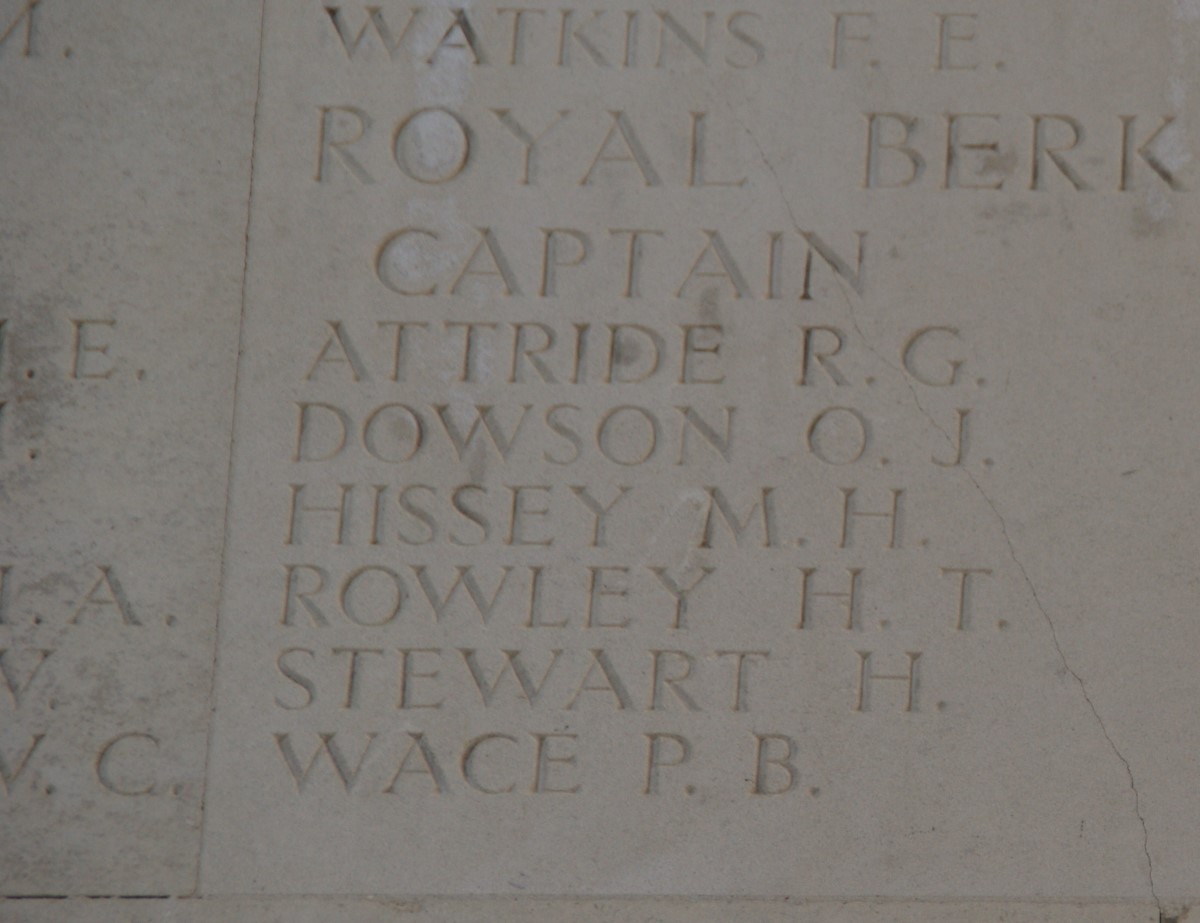 WATKINS F. E.
ROYAL BERK
CAPTAIN
ATTRIDE R. G.
DOWSON O. J.
HISSEY M. H.
ROWLEY H. T.
STEWART H.
WACE P. B.
.E.
.A.
. C.